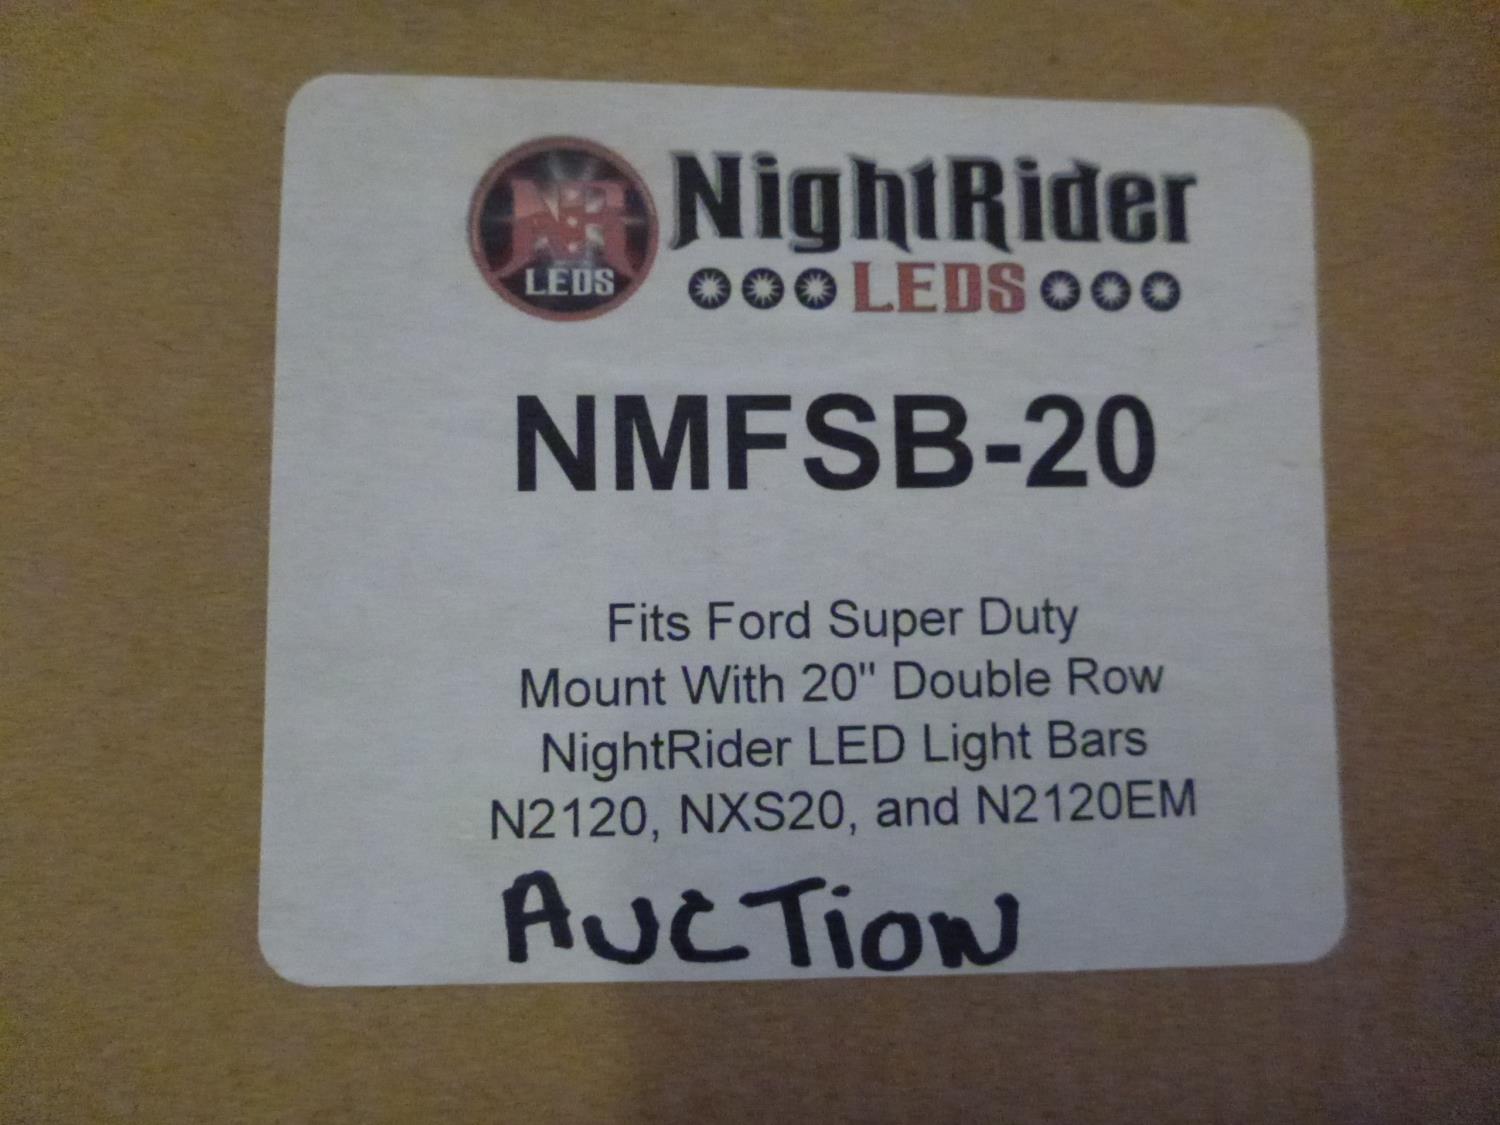 NR
LEDS
NightRider
LEDS
NMFSB-20
Fits Ford Super Duty
Mount With 20" Double Row
NightRider LED Light Bars
N2120, NXS20, and N2120EM
AUCTiON